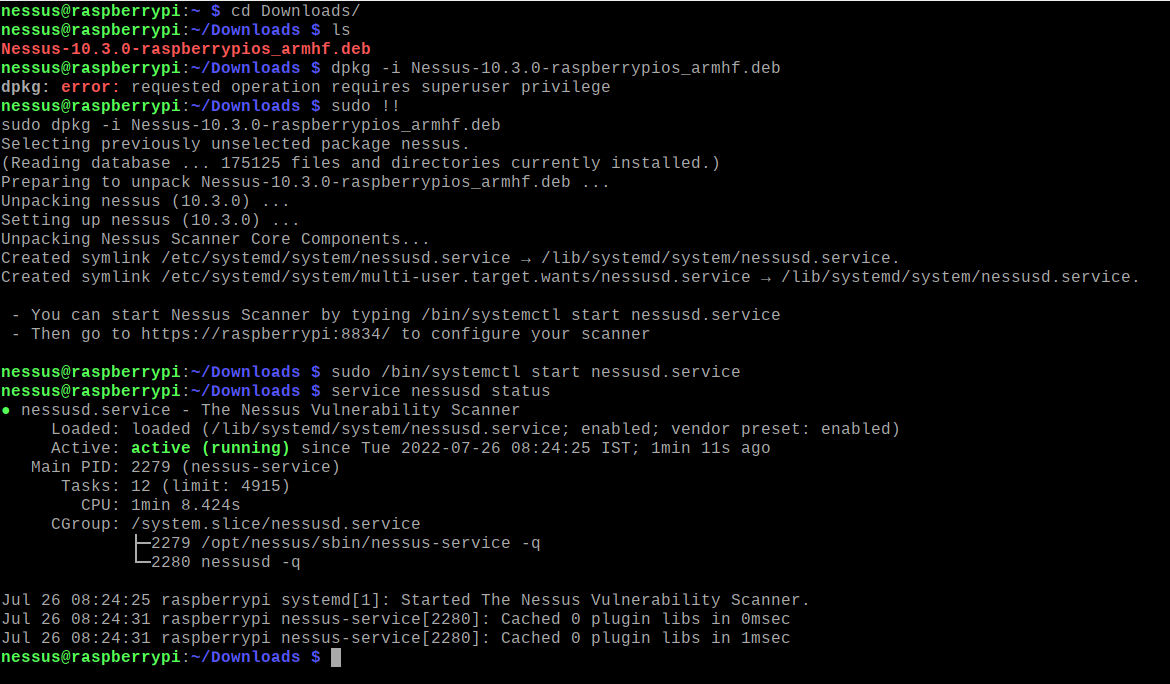 nessus@raspberrypi:~ $ cd Downloads/
nessus@raspberrypi:~/Downloads $ ls
Nessus-10.3.0-raspberrypios_armhf.deb
nessus@raspberrypi:~/Downloads $ dpkg -i Nessus-10.3.0-raspberrypios_armhf.deb
dpkg: error: requested operation requires superuser privilege
nessus@raspberrypi:~/Downloads $ sudo !!
sudo dpkg -i Nessus-10.3.0-raspberrypios_armhf.deb
Selecting previously unselected package nessus.
(Reading database ... 175125 files and directories currently installed.)
Preparing to unpack Nessus-10.3.0-raspberrypios_armhf.deb ...
Unpacking nessus (10.3.0) ...
Setting up nessus (10.3.0) ...
Unpacking Nessus Scanner Core Components...
Created symlink /etc/systemd/system/nessusd.service → /lib/systemd/system/nessusd.service.
Created symlink /etc/systemd/system/multi-user.target.wants/nessusd.service → /lib/systemd/system/nessusd.service.
 - You can start Nessus Scanner by typing /bin/systemctl start nessusd.service
 - Then go to https://raspberrypi:8834/ to configure your scanner
nessus@raspberrypi:~/Downloads $ sudo /bin/systemctl start nessusd.service
nessus@raspberrypi:~/Downloads $ service nessusd status
● nessusd.service - The Nessus Vulnerability Scanner
     Loaded: loaded (/lib/systemd/system/nessusd.service; enabled; vendor preset: enabled)
     Active: active (running) since Tue 2022-07-26 08:24:25 IST; 1min 11s ago
   Main PID: 2279 (nessus-service)
      Tasks: 12 (limit: 4915)
        CPU: 1min 8.424s
     CGroup: /system.slice/nessusd.service
             ├─2279 /opt/nessus/sbin/nessus-service -q
             └─2280 nessusd -q
Jul 26 08:24:25 raspberrypi systemd[1]: Started The Nessus Vulnerability Scanner.
Jul 26 08:24:31 raspberrypi nessus-service[2280]: Cached 0 plugin libs in 0msec
Jul 26 08:24:31 raspberrypi nessus-service[2280]: Cached 0 plugin libs in 1msec
nessus@raspberrypi:~/Downloads $